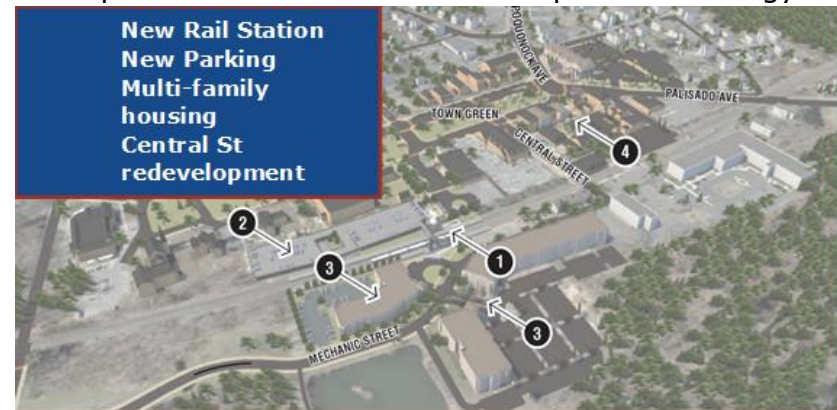 New Rail Station
New Parking
Multi-family
housing
Central St
redevelopment
POQUONOCK AVE
PALISADO AVE
TOWN GREEN
CENTRAL STREET
4
2
1
3
3
MECHANIC STREET